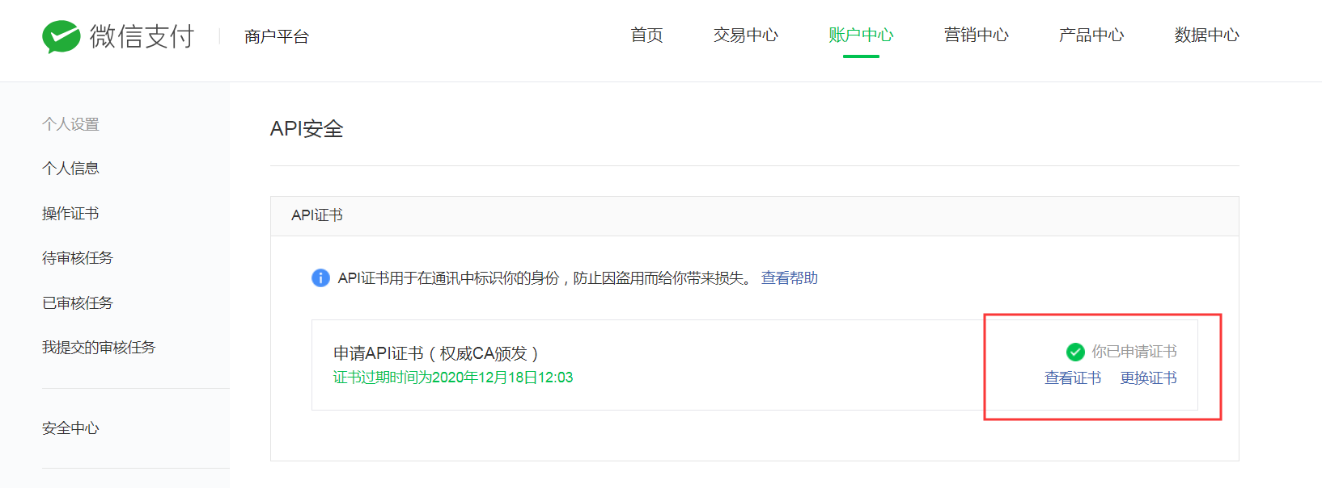 微信支付 商户平台 首页 交易中心 账户中心 营销中心 产品中心 数据中心
个人设置
个人信息
操作证书
待审核任务
已审核任务
我提交的审核任务
安全中心
API安全
API证书
API证书用于在通讯中标识你的身份，防止因盗用而给你带来损失。 查看帮助
申请API证书（权威CA颁发）
证书过期时间为2020年12月18日12:03
你已申请证书
查看证书 更换证书